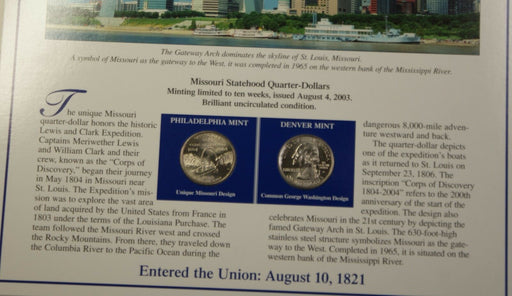 The Gateway Arch dominates the skyline of St. Louis, Missouri.
A symbol of Missouri as the gateway to the West, it was completed in 1965 on the western bank of the Mississippi River.
Missouri Statehood Quarter-Dollars
Minting limited to ten weeks, issued August 4, 2003.
Brilliant uncirculated condition.
The unique Missouri
quarter-dollar honors the historic
Lewis and Clark Expedition.
Captains Meriwether Lewis
and William Clark and their
crew, known as the "Corps of
Discovery," began their journey
in May 1804 in Missouri near
St. Louis. The Expedition's mis-
sion was to explore the vast area
of land acquired by the United States from France in
1803 under the terms of the Louisiana Purchase. The
team followed the Missouri River west and crossed
the Rocky Mountains. From there, they traveled down
the Columbia River to the Pacific Ocean during the
PHILADELPHIA MINT
Unique Missouri Design
DENVER MINT
Common George Washington Design
dangerous 8,000-mile adven-
ture westward and back.
The quarter-dollar depicts
one of the expedition's boats
as it returned to St. Louis on
September 23, 1806. The
inscription "Corps of Discovery
1804-2004" refers to the 200th
anniversary of the start of the
expedition. The design also
celebrates Missouri in the 21st century by depicting the
famed Gateway Arch in St. Louis. The 630-foot-high
stainless steel structure symbolizes Missouri as the gate-
way to the West. Completed in 1965, it is situated on the
western bank of the Mississippi River.
Entered the Union: August 10, 1821